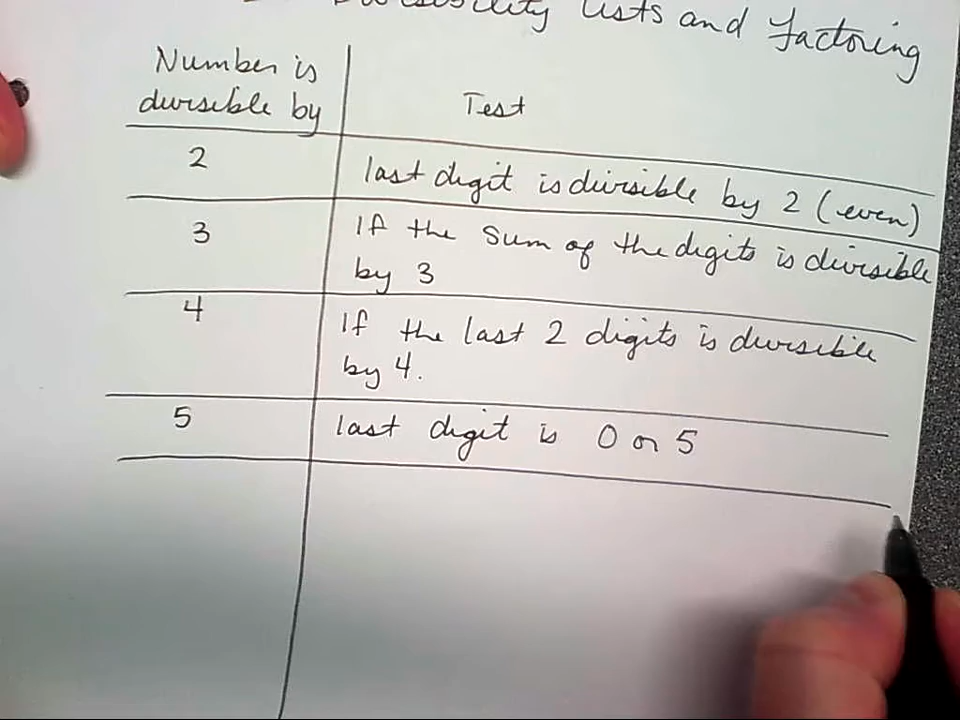 Divisibility tests and factoring
Number is
divisible by
Test
2
last digit is divisible by 2 (even)
3
If the sum of the digits is divisible
by 3
4
If the last 2 digits is divisible
by 4.
5
last digit is 0 or 5